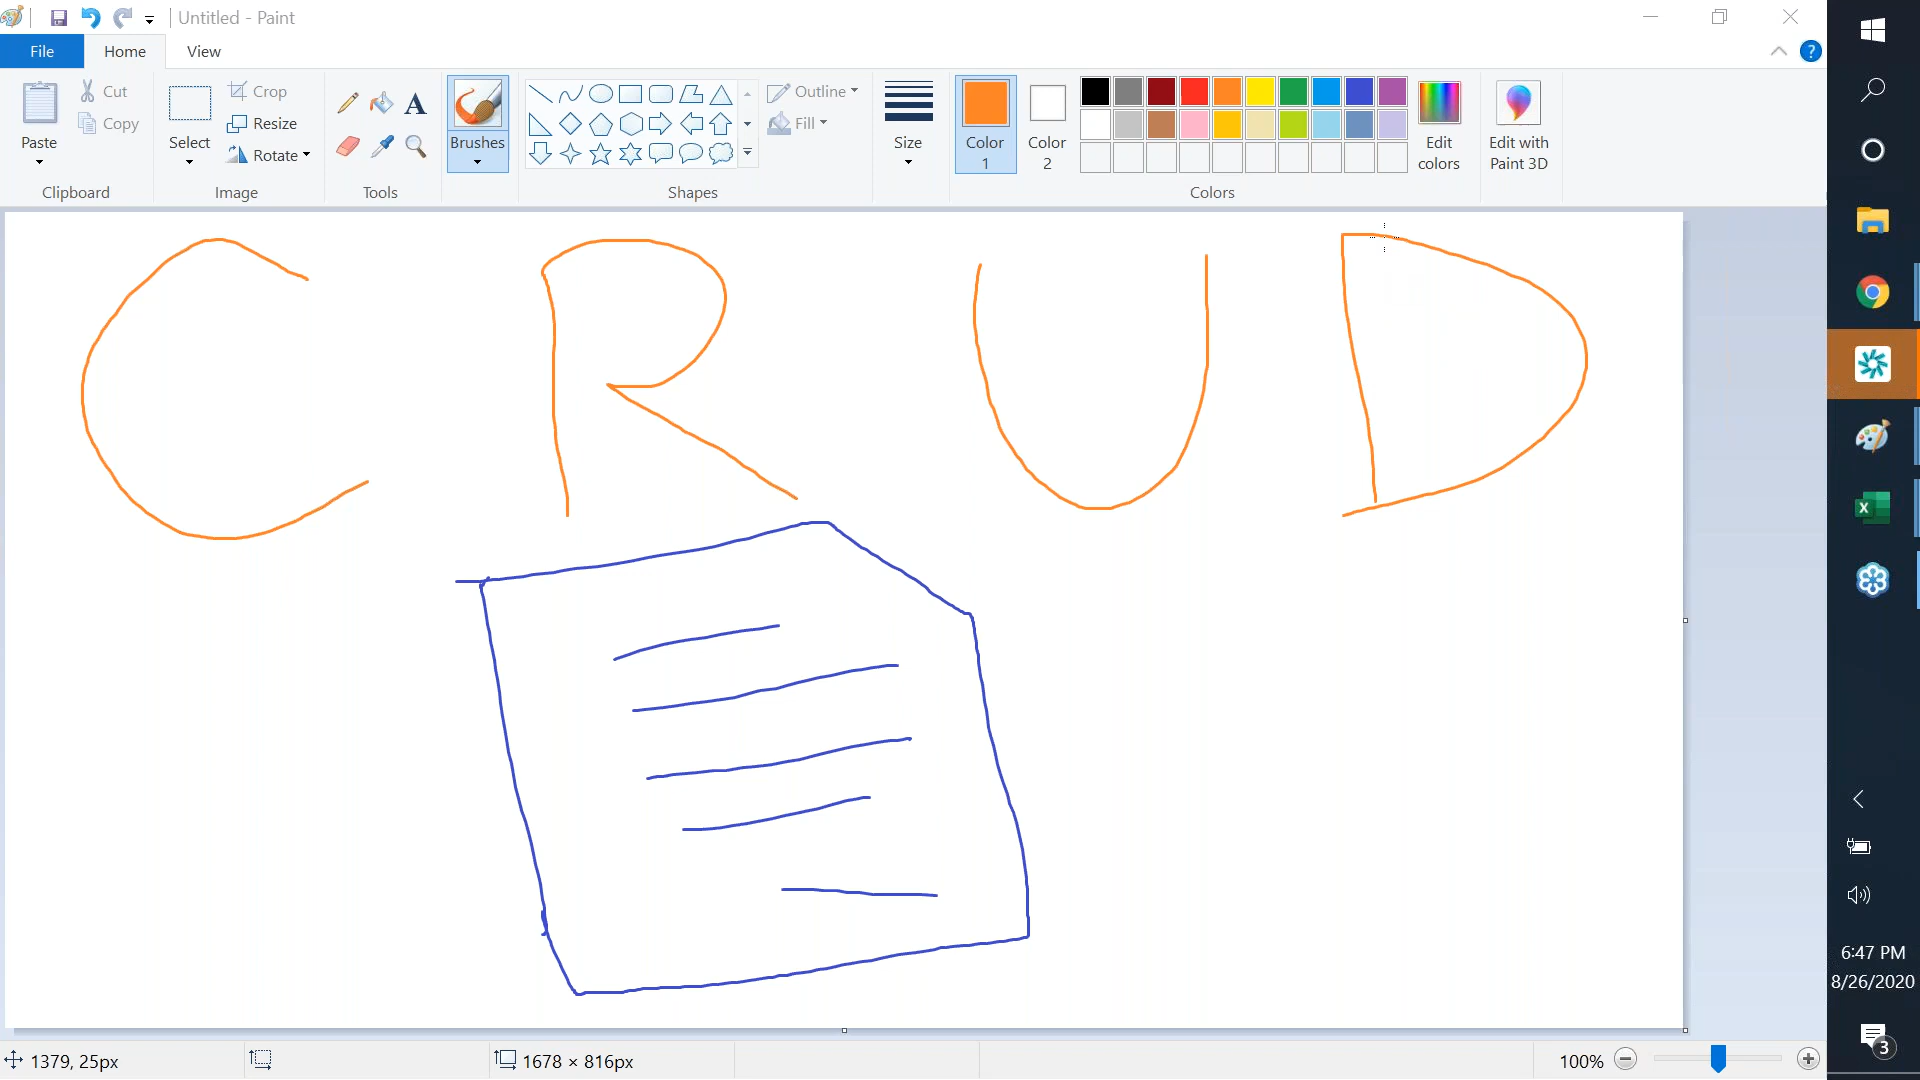 Untitled - Paint
File Home View
Paste
Cut
Copy
Clipboard
Select
Crop
Resize
Rotate
Image
A
Tools
Brushes
Outline
Fill
Shapes
Size
Color 1
Color 2
Edit colors
Edit with Paint 3D
Colors
?
C R U D
1379, 25px
1678 × 816px
100%
X
6:47 PM
8/26/2020
3